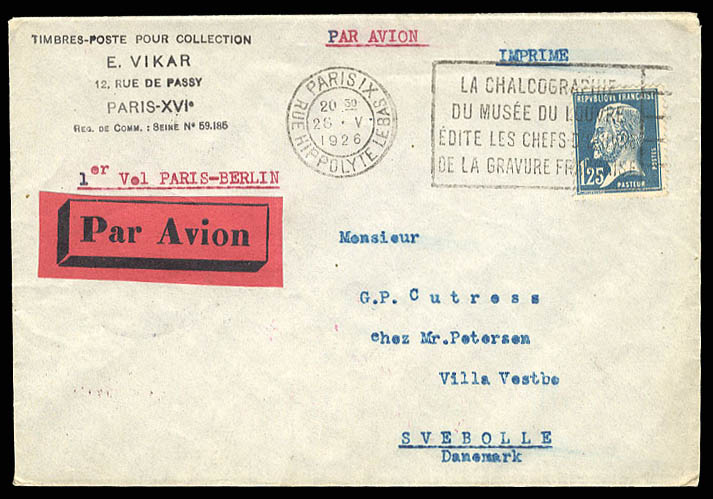 TIMBRES-POSTE POUR COLLECTION
E. VIKAR
12, RUE DE PASSY
PARIS-XVIe
REG. DE COMM. : SEINE No 59.185
PAR AVION
IMPRIME
PARIS IX
20 30
26 · V ·
1926
RUE HIPPOLYTE LEBAS
LA CHALCOGRAPHIE
DU MUSÉE DU LOUVRE
ÉDITE LES CHEFS
DE LA GRAVURE
RÉPUBLIQUE FRANÇAISE
POSTES
1,25
PASTEUR
1er Vol PARIS-BERLIN
Par Avion
Monsieur
G.P. Cutress
chez Mr.Petersen
Villa Vestbo
SVEBOLLE
Danemark